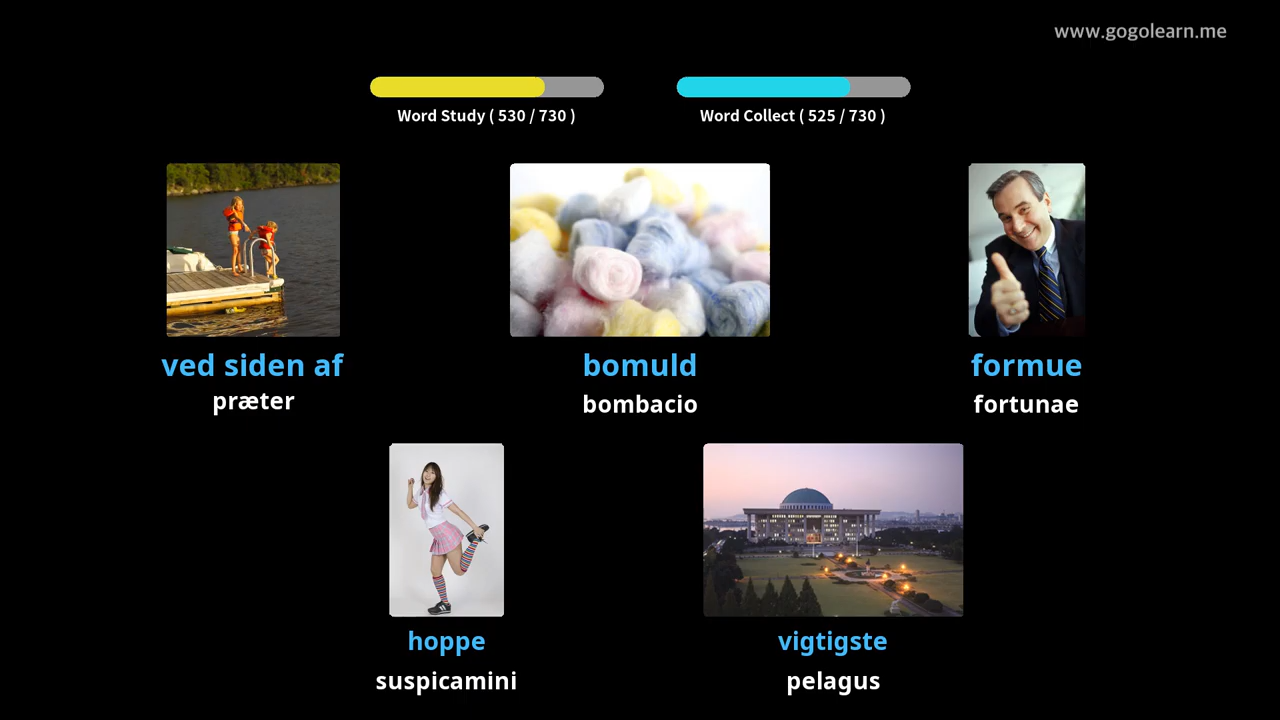 www.gogolearn.me
Word Study ( 530 / 730 )
Word Collect ( 525 / 730 )
ved siden af
præter
bomuld
bombacio
formue
fortunae
hoppe
suspicamini
vigtigste
pelagus